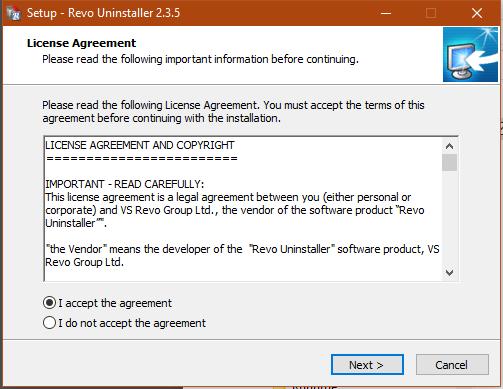 Setup - Revo Uninstaller 2.3.5
License Agreement
Please read the following important information before continuing.
Please read the following License Agreement. You must accept the terms of this
agreement before continuing with the installation.
LICENSE AGREEMENT AND COPYRIGHT
========================
IMPORTANT - READ CAREFULLY:
This license agreement is a legal agreement between you (either personal or
corporate) and VS Revo Group Ltd., the vendor of the software product “Revo
Uninstaller””.
"the Vendor" means the developer of the  "Revo Uninstaller" software product, VS
Revo Group Ltd.
I accept the agreement
I do not accept the agreement
Next >
Cancel